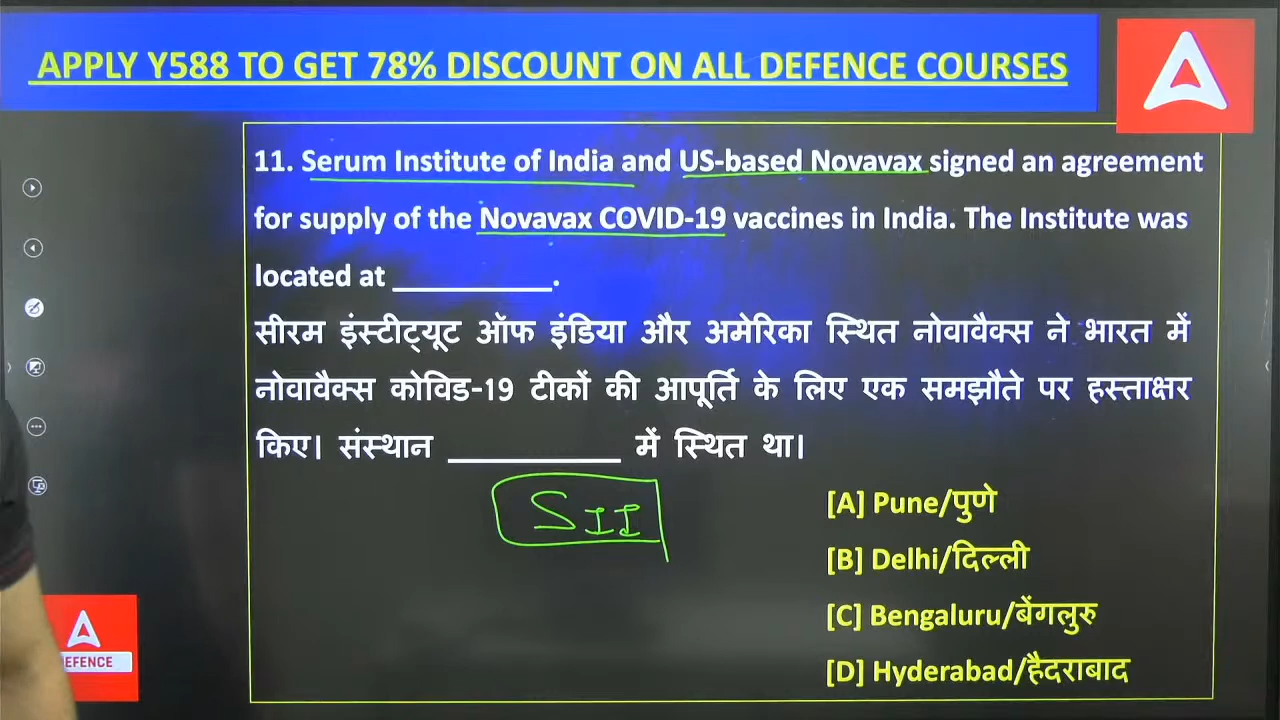 APPLY Y588 TO GET 78% DISCOUNT ON ALL DEFENCE COURSES
11. Serum Institute of India and US-based Novavax signed an agreement
for supply of the Novavax COVID-19 vaccines in India. The Institute was
located at ___________.
सीरम इंस्टीट्यूट ऑफ इंडिया और अमेरिका स्थित नोवावैक्स ने भारत में
नोवावैक्स कोविड-19 टीकों की आपूर्ति के लिए एक समझौते पर हस्ताक्षर
किए। संस्थान ___________ में स्थित था।
SII
[A] Pune/पुणे
[B] Delhi/दिल्ली
[C] Bengaluru/बेंगलुरु
[D] Hyderabad/हैदराबाद
EFENCE